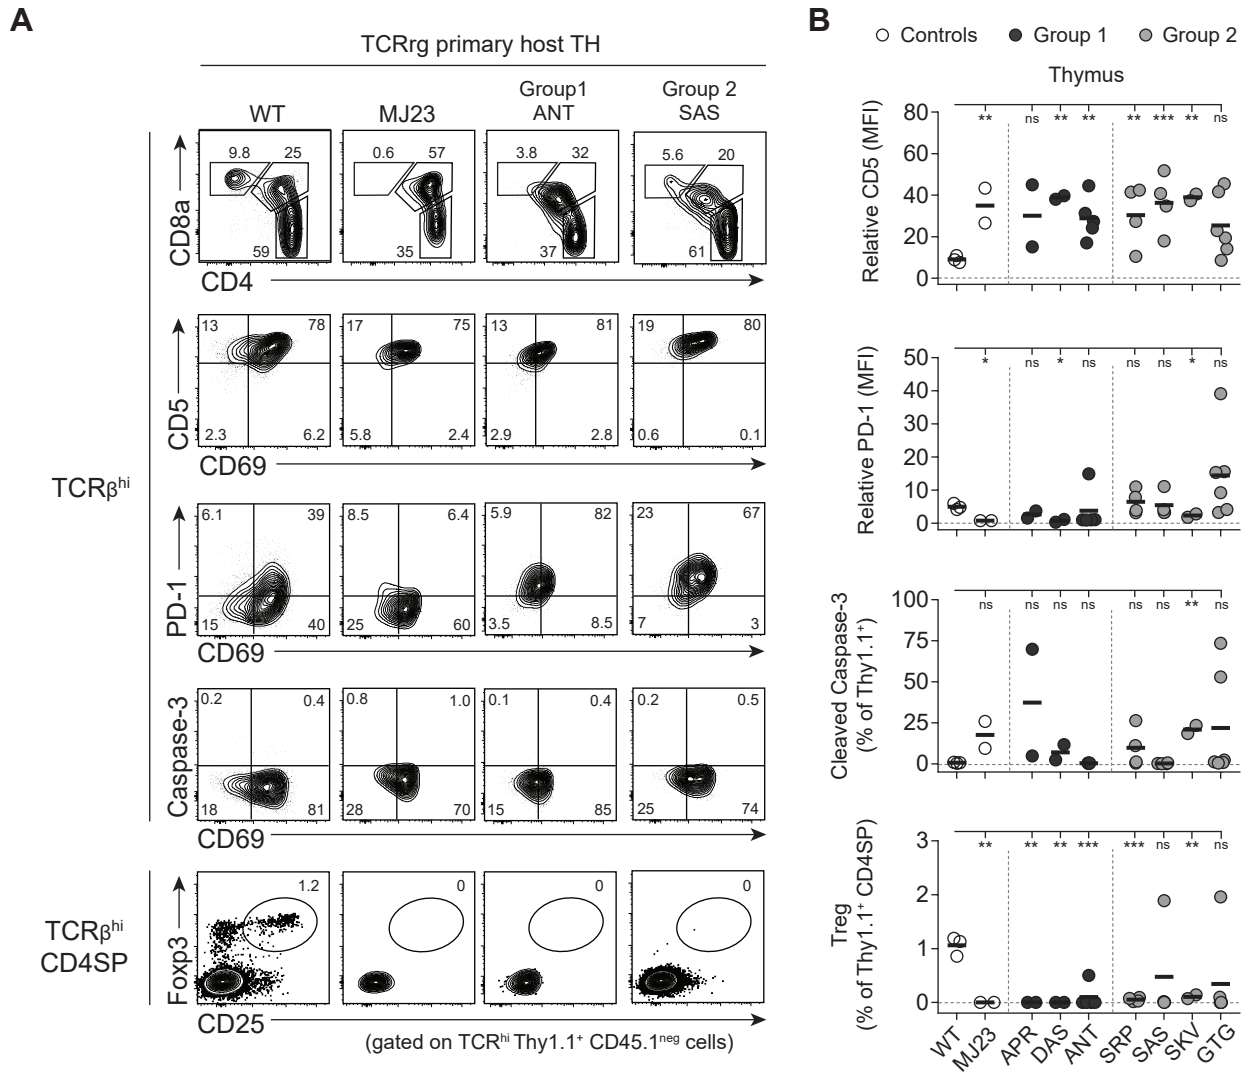 A
TCRrg primary host TH
WT
MJ23
Group1
ANT
Group 2
SAS
9.8 25
59
0.6 57
35
3.8 32
37
5.6 20
61
CD8a
CD4
13 78
2.3 6.2
17 75
5.8 2.4
13 81
2.9 2.8
19 80
0.6 0.1
CD5
CD69
TCRβhi
6.1 39
15 40
8.5 6.4
25 60
5.9 82
3.5 8.5
23 67
7 3
PD-1
CD69
0.2 0.4
18 81
0.8 1.0
28 70
0.1 0.4
15 85
0.2 0.5
25 74
Caspase-3
CD69
TCRβhi
CD4SP
1.2
0
0
0
Foxp3
CD25
(gated on TCRhi Thy1.1+ CD45.1neg cells)
B
Controls Group 1 Group 2
Thymus
Relative CD5 (MFI)
80
60
40
20
0
** ns ** ** ** *** ** ns
Relative PD-1 (MFI)
50
40
30
20
10
0
* ns * ns ns ns * ns
Cleaved Caspase-3
(% of Thy1.1+)
100
75
50
25
0
ns ns ns ns ns ns ** ns
Treg
(% of Thy1.1+ CD4SP)
3
2
1
0
** ** ** *** *** ns ** ns
WT MJ23 APR DAS ANT SRP SAS SKV GTG